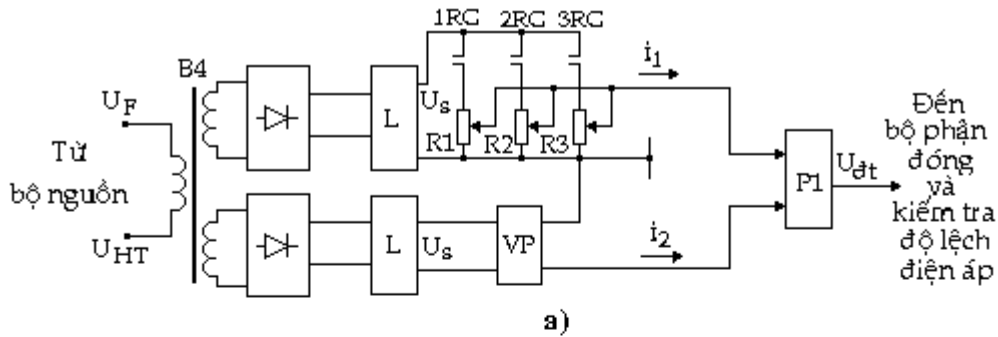 1RC 2RC 3RC
B4
i1
UF
Us
L
R1 R2 R3
Từ
bộ nguồn
Đến
bộ phận
đóng
và
kiểm tra
độ lệch
điện áp
P1
Uđt
UHT
L
Us
VP
i2
a)